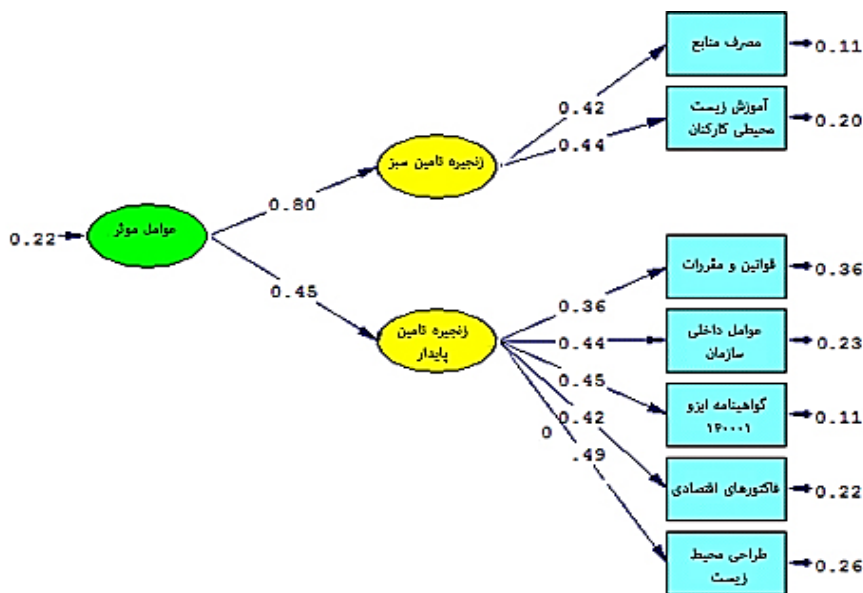 مصرف منابع
0.11
0.42
آموزش زیست
محیطی کارکنان
0.20
0.44
زنجیره تامین سبز
0.80
0.22
عوامل موثر
0.45
زنجیره تامین
پایدار
قوانین و مقررات
0.36
0.36
عوامل داخلی
سازمان
0.23
0.44
گواهینامه ایزو
۱۴۰۰۰۱
0.11
0.45
فاکتورهای اقتصادی
0.22
0.42
طراحی محیط
زیست
0.26
0 .49